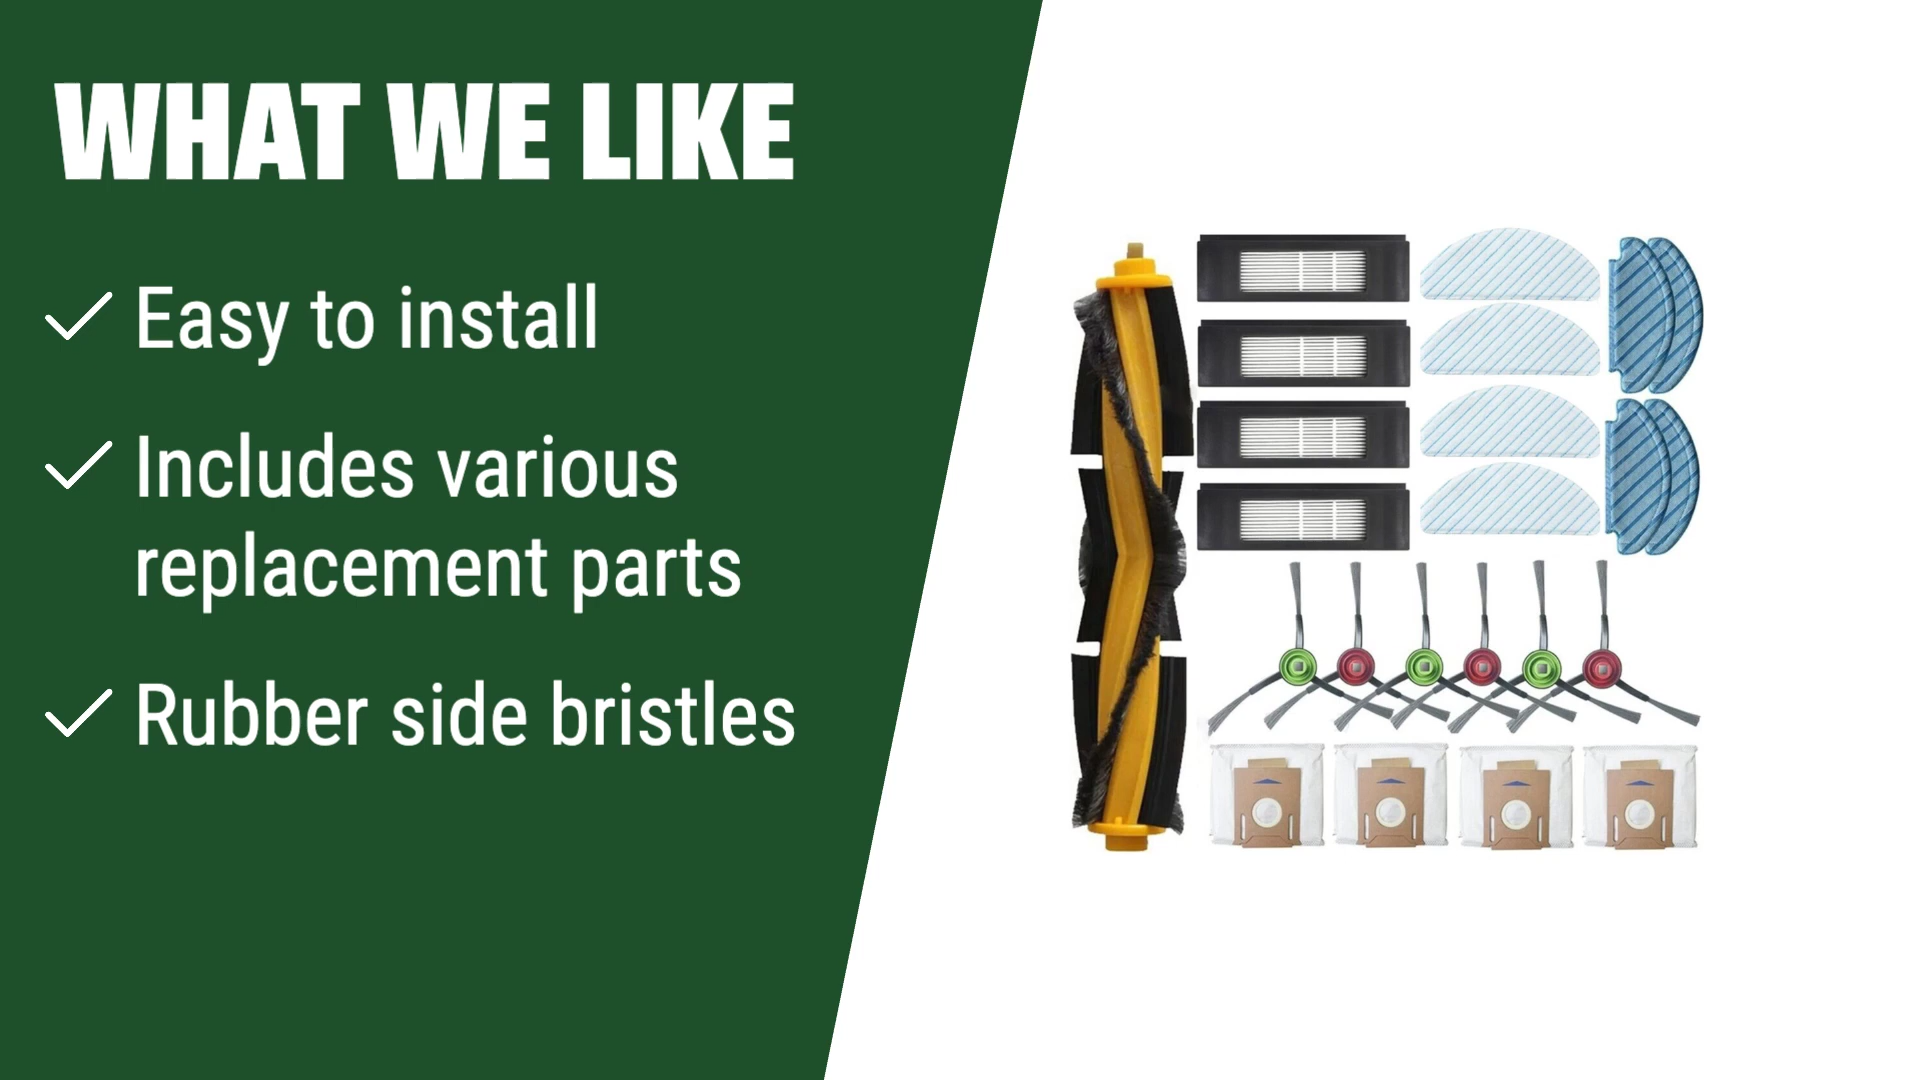 WHAT WE LIKE
Easy to install
Includes various
replacement parts
Rubber side bristles